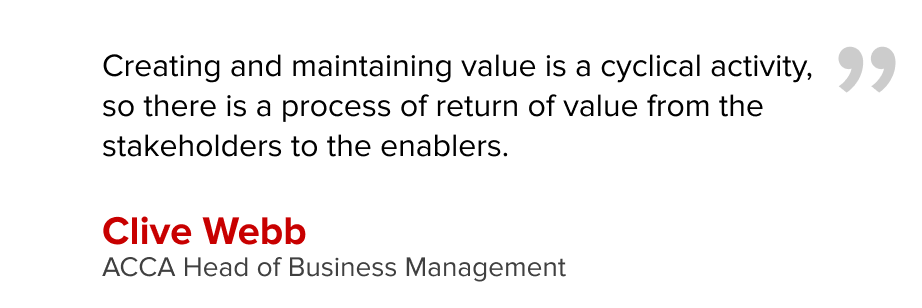 Creating and maintaining value is a cyclical activity, ”
so there is a process of return of value from the
stakeholders to the enablers.
Clive Webb
ACCA Head of Business Management